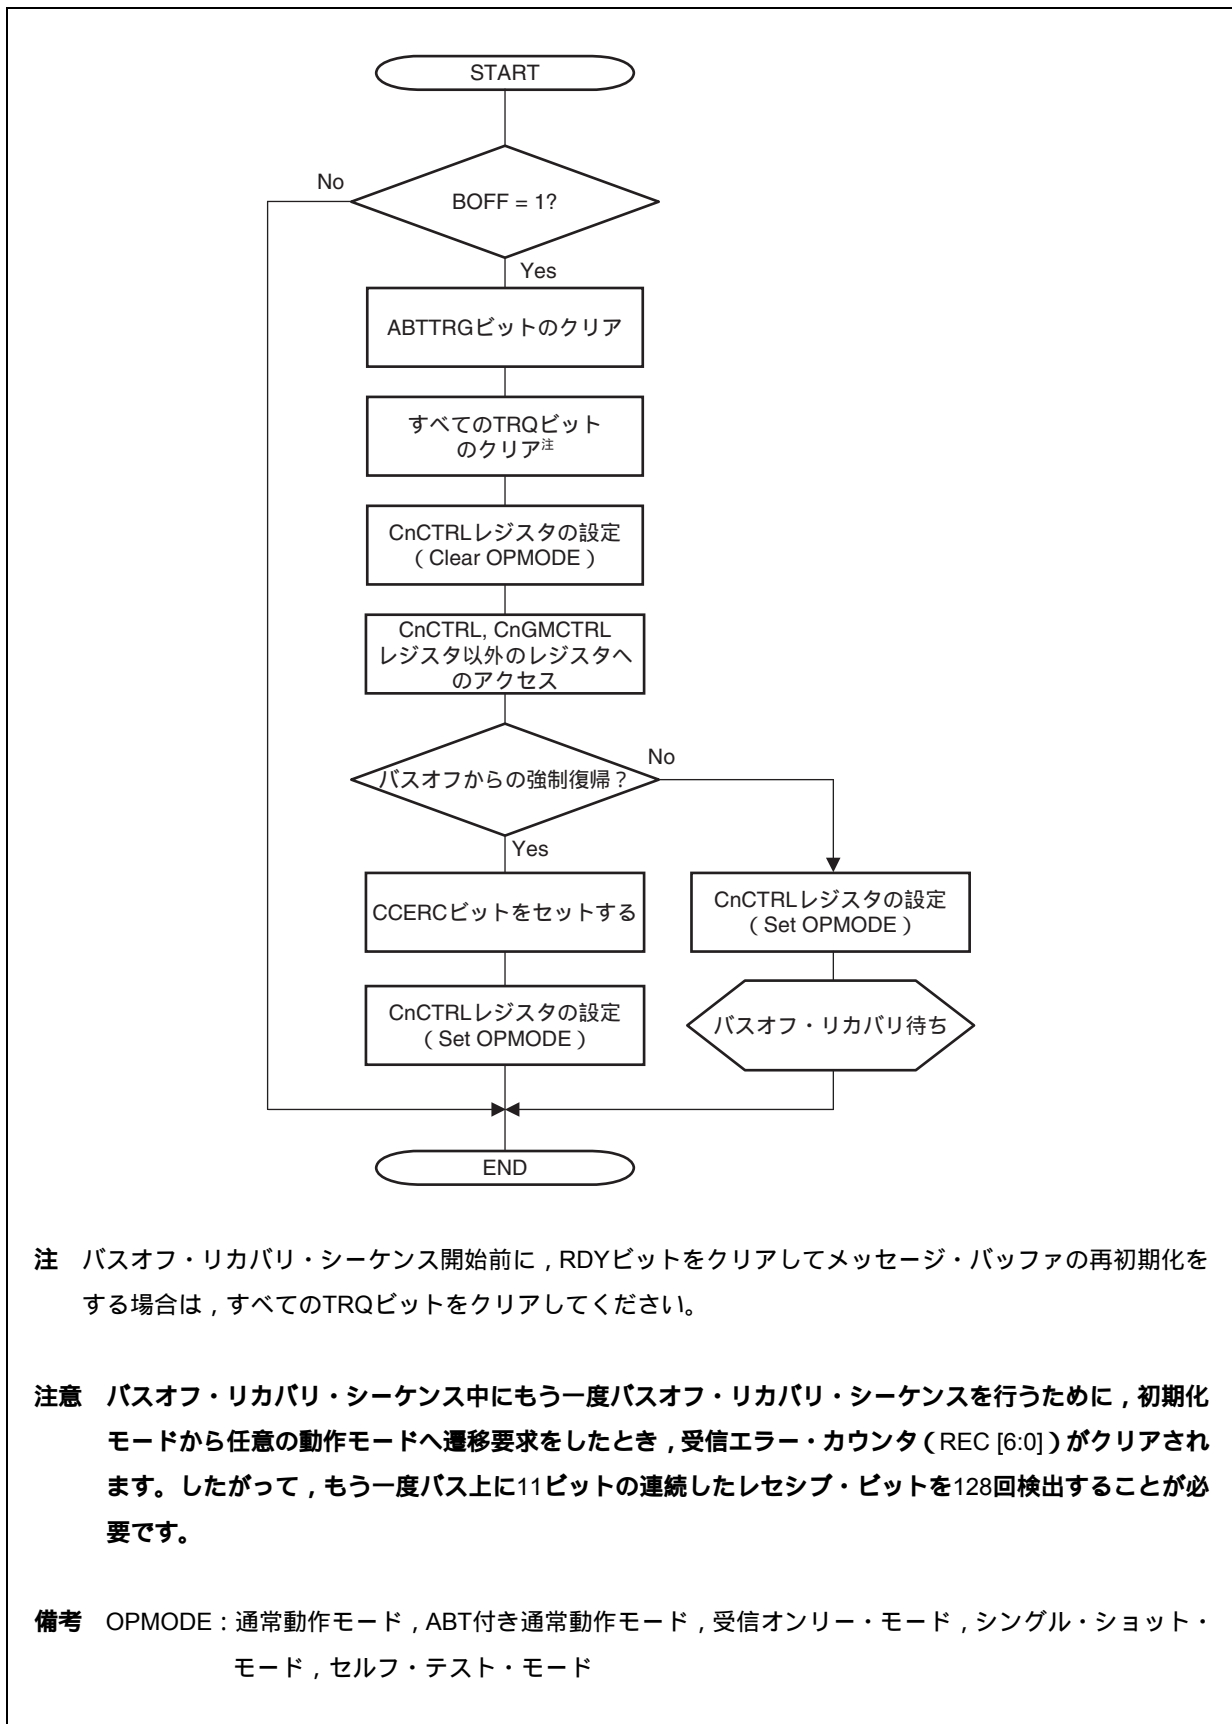 START
BOFF = 1?
No
Yes
ABTTRGビットのクリア
すべてのTRQビット
のクリア注
CnCTRLレジスタの設定
（Clear OPMODE）
CnCTRL, CnGMCTRL
レジスタ以外のレジスタへ
のアクセス
バスオフからの強制復帰？
No
Yes
CCERCビットをセットする
CnCTRLレジスタの設定
（Set OPMODE）
CnCTRLレジスタの設定
（Set OPMODE）
バスオフ・リカバリ待ち
END
注　バスオフ・リカバリ・シーケンス開始前に，RDYビットをクリアしてメッセージ・バッファの再初期化を
する場合は，すべてのTRQビットをクリアしてください。
注意　バスオフ・リカバリ・シーケンス中にもう一度バスオフ・リカバリ・シーケンスを行うために，初期化
モードから任意の動作モードへ遷移要求をしたとき，受信エラー・カウンタ（REC [6:0]）がクリアされ
ます。したがって，もう一度バス上に11ビットの連続したレセシブ・ビットを128回検出することが必
要です。
備考　OPMODE：通常動作モード，ABT付き通常動作モード，受信オンリー・モード，シングル・ショット・
モード，セルフ・テスト・モード